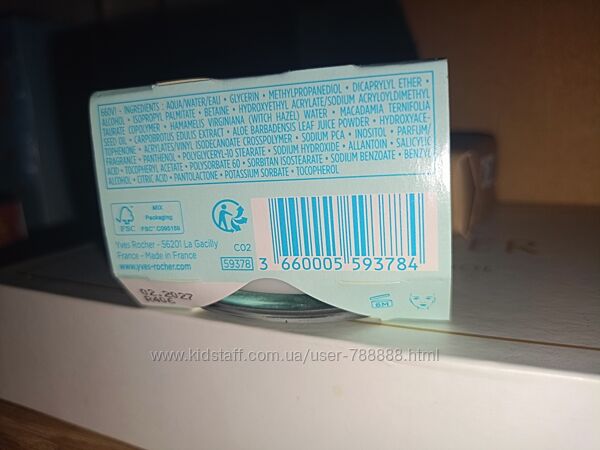 660V1 - INGREDIENTS : AQUA/WATER/EAU • GLYCERIN • METHYLPROPANEDIOL • DICAPRYLYL ETHER •
ALCOHOL • ISOPROPYL PALMITATE • BETAINE • HYDROXYETHYL ACRYLATE/SODIUM ACRYLOYLDIMETHYL
TAURATE COPOLYMER • HAMAMELIS VIRGINIANA (WITCH HAZEL) WATER • MACADAMIA TERNIFOLIA
SEED OIL • CARPOBROTUS EDULIS EXTRACT • ALOE BARBADENSIS LEAF JUICE POWDER • HYDROXYACE-
TOPHENONE • ACRYLATES/VINYL ISODECANOATE CROSSPOLYMER • SODIUM PCA • INOSITOL • PARFUM/
FRAGRANCE • PANTHENOL • POLYGLYCERYL-10 STEARATE • SODIUM HYDROXIDE • ALLANTOIN • SALICYLIC
ACID • TOCOPHERYL ACETATE • POLYSORBATE 60 • SORBITAN ISOSTEARATE • SODIUM BENZOATE • BENZYL
ALCOHOL • CITRIC ACID • PANTOLACTONE • POTASSIUM SORBATE • TOCOPHEROL
FSC
MIX
Packaging
FSC® C095159
Yves Rocher - 56201 La Gacilly
France - Made in France
www.yves-rocher.com
C02
59378
3 660005 593784
02.2027
R40E
6M
K
www.kidstaff.com.ua/user-788888.html